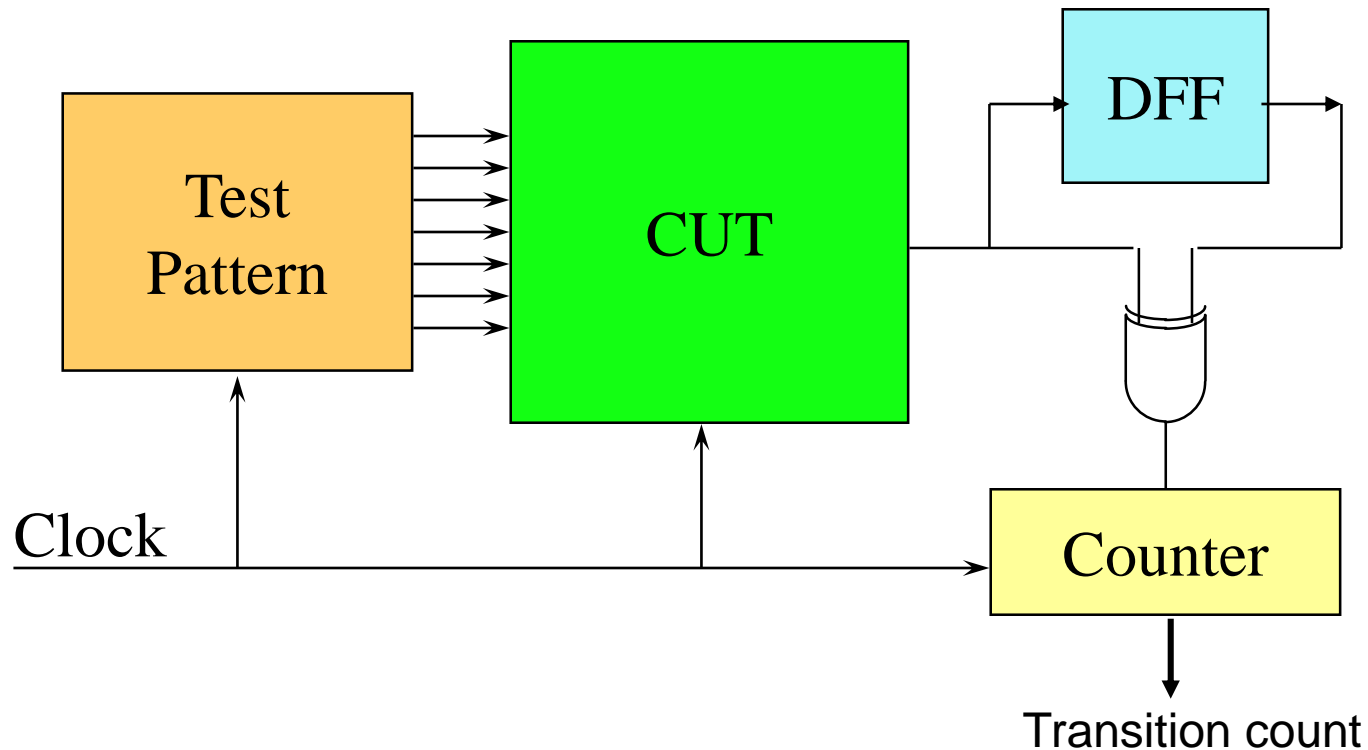 Test
Pattern
CUT
DFF
Clock
Counter
Transition count